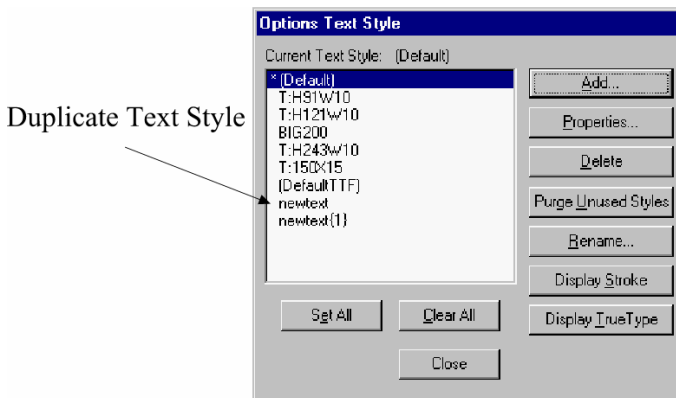 Options Text Style
Current Text Style: (Default)
* (Default)
T:H91W10
T:H121W10
BIG200
T:H243W10
T:150X15
(DefaultTTF)
newtext
newtext{1}
Duplicate Text Style
Add...
Properties...
Delete
Purge Unused Styles
Rename...
Display Stroke
Display TrueType
Set All
Clear All
Close